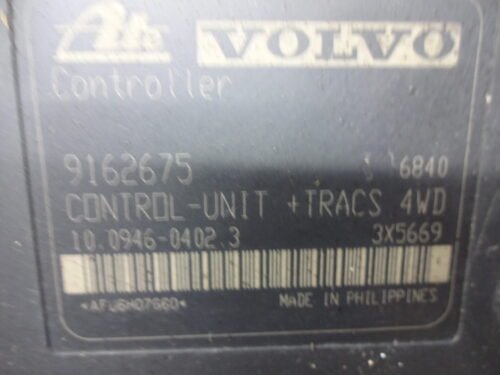 Ate VOLVO
Controller
9162675 6840
CONTROL-UNIT +TRACS 4WD
10.0946-0402.3 3X5669
MADE IN PHILIPPINES